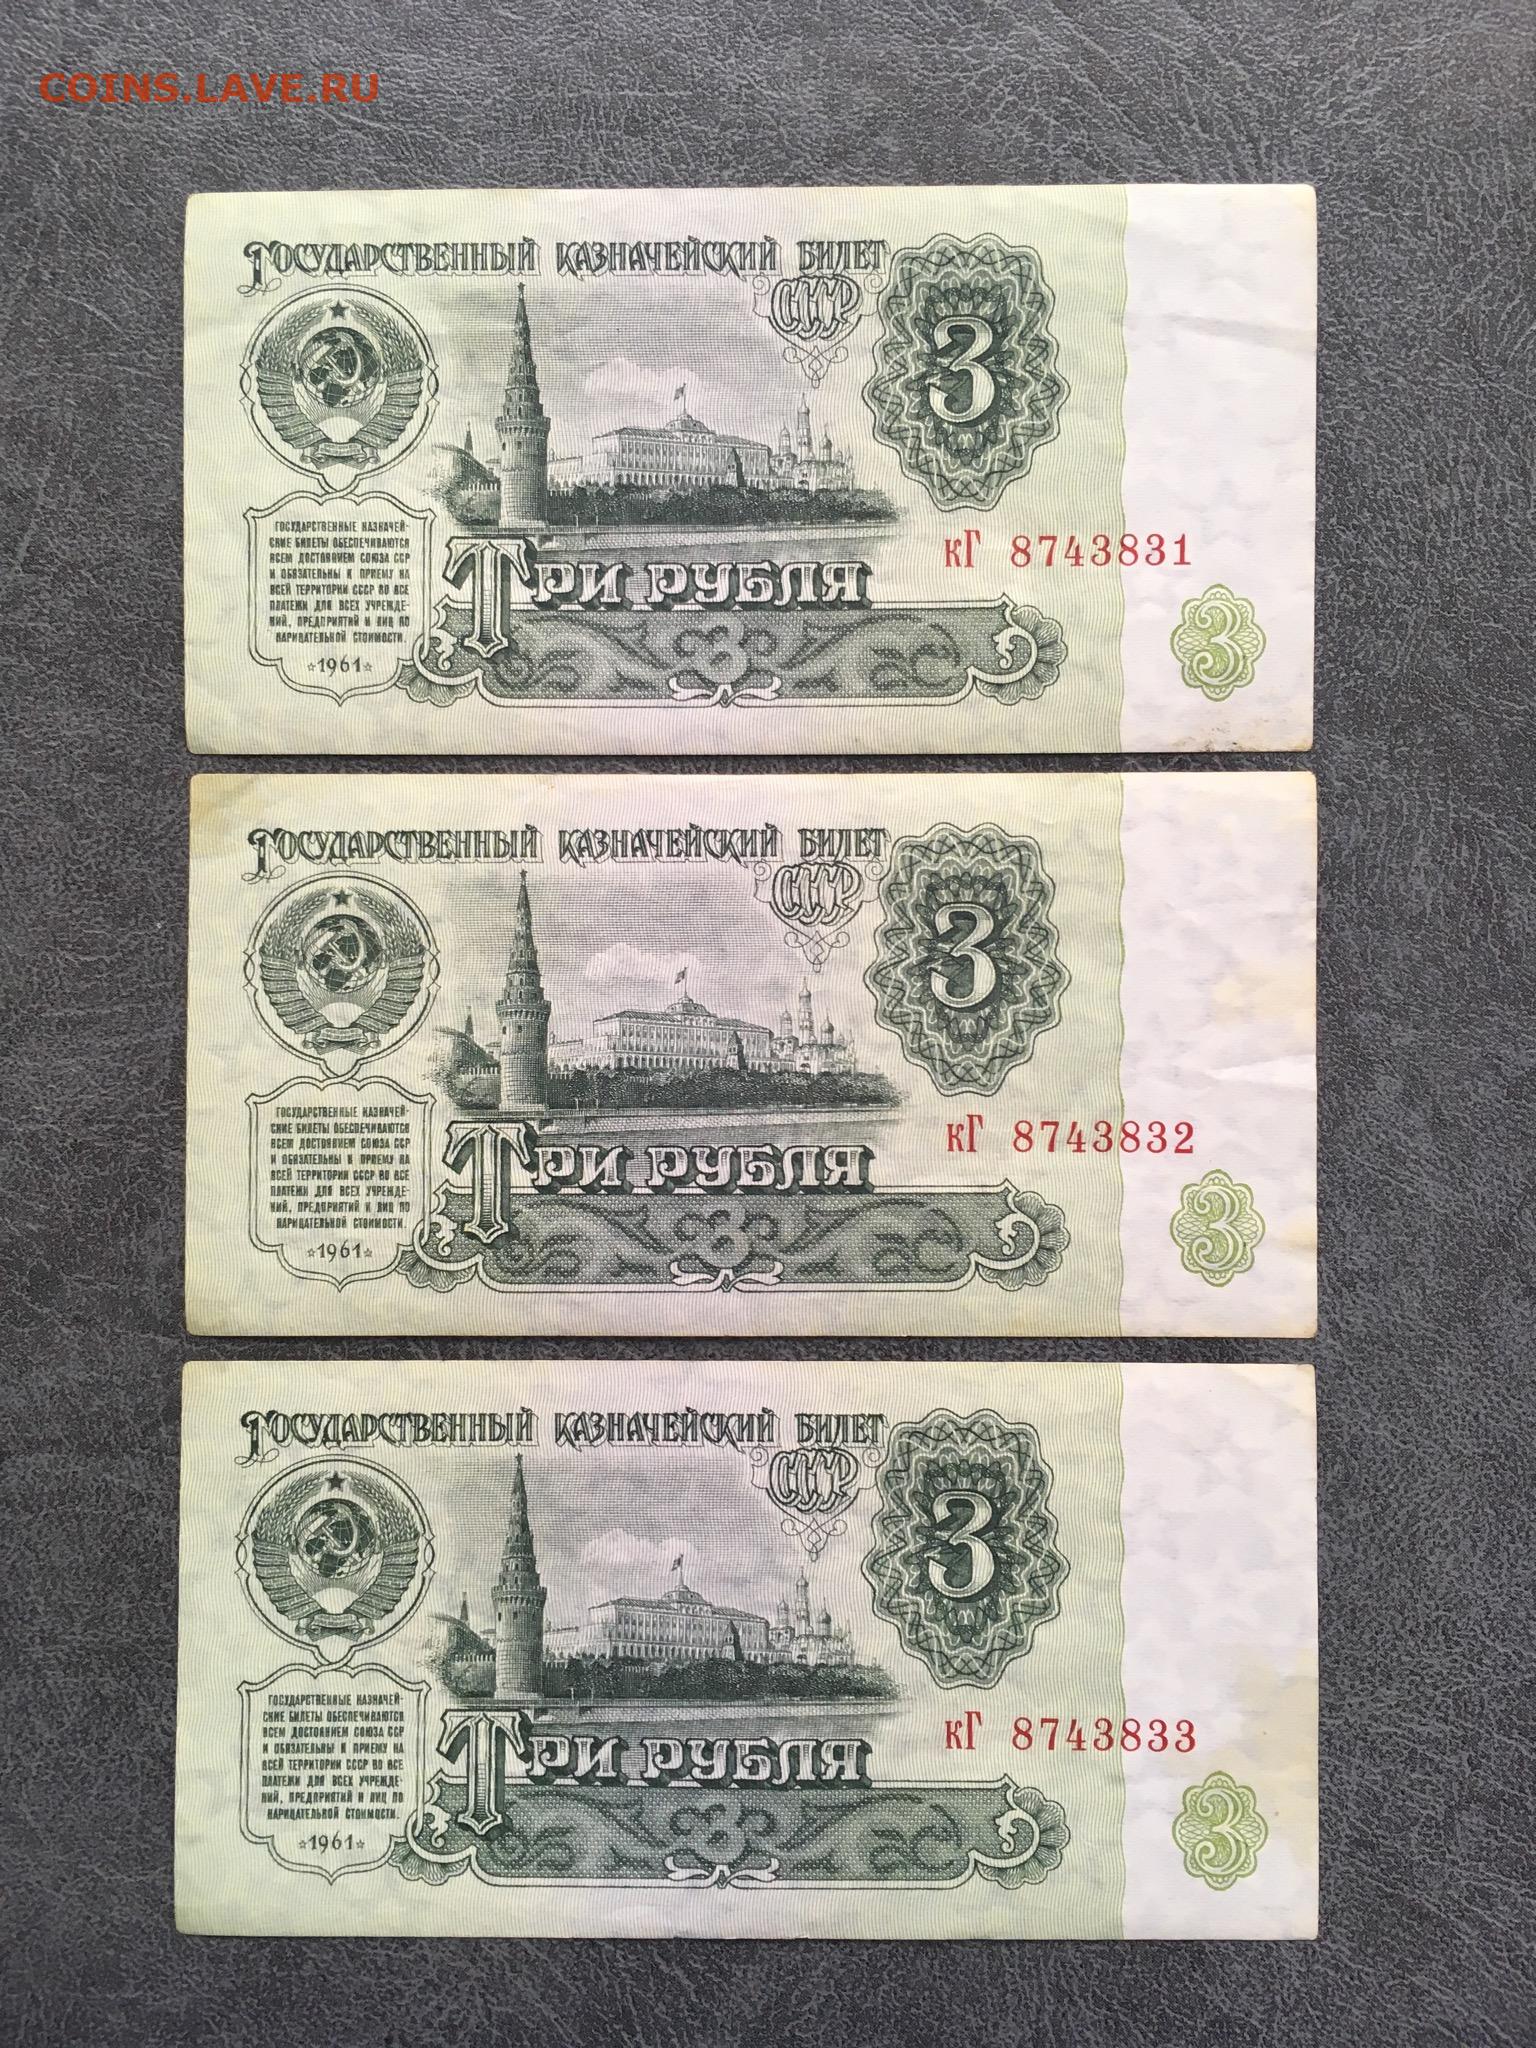 COINS.LAVE.RU
ГОСУДАРСТВЕННЫЙ КАЗНАЧЕЙСКИЙ БИЛЕТ
СССР
3
ГОСУДАРСТВЕННЫЕ КАЗНАЧЕЙ-
СКИЕ БИЛЕТЫ ОБЕСПЕЧИВАЮТСЯ
ВСЕМ ДОСТОЯНИЕМ СОЮЗА ССР
И ОБЯЗАТЕЛЬНЫ К ПРИЕМУ НА
ВСЕЙ ТЕРРИТОРИИ СССР ВО ВСЕ
ПЛАТЕЖИ ДЛЯ ВСЕХ УЧРЕЖДЕ-
НИЙ, ПРЕДПРИЯТИЙ И ЛИЦ ПО
НАРИЦАТЕЛЬНОЙ СТОИМОСТИ.
☆1961☆
кГ 8743831
ТРИ РУБЛЯ
3
3
ГОСУДАРСТВЕННЫЙ КАЗНАЧЕЙСКИЙ БИЛЕТ
СССР
3
ГОСУДАРСТВЕННЫЕ КАЗНАЧЕЙ-
СКИЕ БИЛЕТЫ ОБЕСПЕЧИВАЮТСЯ
ВСЕМ ДОСТОЯНИЕМ СОЮЗА ССР
И ОБЯЗАТЕЛЬНЫ К ПРИЕМУ НА
ВСЕЙ ТЕРРИТОРИИ СССР ВО ВСЕ
ПЛАТЕЖИ ДЛЯ ВСЕХ УЧРЕЖДЕ-
НИЙ, ПРЕДПРИЯТИЙ И ЛИЦ ПО
НАРИЦАТЕЛЬНОЙ СТОИМОСТИ.
☆1961☆
кГ 8743832
ТРИ РУБЛЯ
3
3
ГОСУДАРСТВЕННЫЙ КАЗНАЧЕЙСКИЙ БИЛЕТ
СССР
3
ГОСУДАРСТВЕННЫЕ КАЗНАЧЕЙ-
СКИЕ БИЛЕТЫ ОБЕСПЕЧИВАЮТСЯ
ВСЕМ ДОСТОЯНИЕМ СОЮЗА ССР
И ОБЯЗАТЕЛЬНЫ К ПРИЕМУ НА
ВСЕЙ ТЕРРИТОРИИ СССР ВО ВСЕ
ПЛАТЕЖИ ДЛЯ ВСЕХ УЧРЕЖДЕ-
НИЙ, ПРЕДПРИЯТИЙ И ЛИЦ ПО
НАРИЦАТЕЛЬНОЙ СТОИМОСТИ.
☆1961☆
кГ 8743833
ТРИ РУБЛЯ
3
3